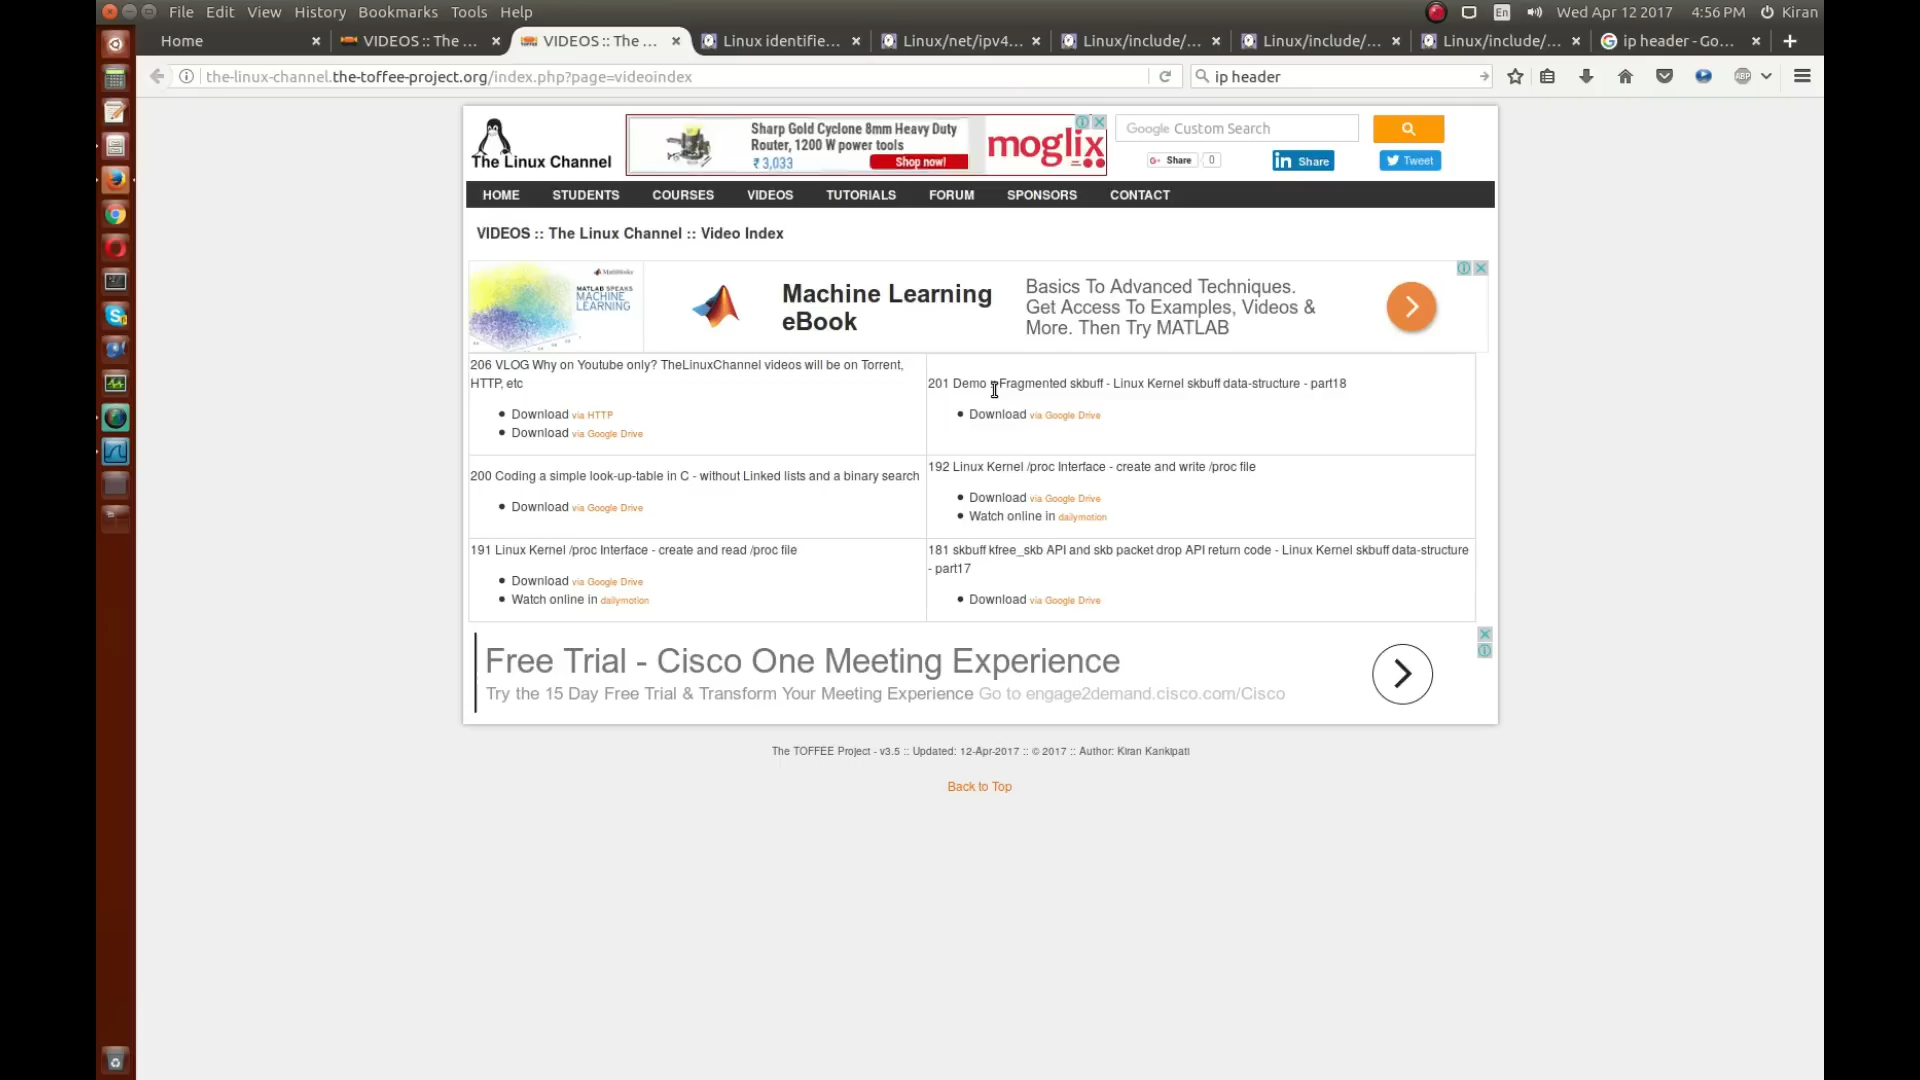 File Edit View History Bookmarks Tools Help
En Wed Apr 12 2017 4:56 PM Kiran
Home VIDEOS :: The ... VIDEOS :: The ... Linux identifie... Linux/net/ipv4... Linux/include/... Linux/include/... Linux/include/... ip header - Go...
the-linux-channel.the-toffee-project.org/index.php?page=videoindex
ip header
ABP
The Linux Channel
Sharp Gold Cyclone 8mm Heavy Duty
Router, 1200 W power tools
₹ 3,033 Shop now!
moglix
Google Custom Search
G+ Share 0
in Share
Tweet
HOME STUDENTS COURSES VIDEOS TUTORIALS FORUM SPONSORS CONTACT
VIDEOS :: The Linux Channel :: Video Index
MathWorks
MATLAB SPEAKS
MACHINE
LEARNING
Machine Learning
eBook
Basics To Advanced Techniques.
Get Access To Examples, Videos &
More. Then Try MATLAB
206 VLOG Why on Youtube only? TheLinuxChannel videos will be on Torrent,
HTTP, etc
Download via HTTP
Download via Google Drive
201 Demo - Fragmented skbuff - Linux Kernel skbuff data-structure - part18
Download via Google Drive
200 Coding a simple look-up-table in C - without Linked lists and a binary search
Download via Google Drive
192 Linux Kernel /proc Interface - create and write /proc file
Download via Google Drive
Watch online in dailymotion
191 Linux Kernel /proc Interface - create and read /proc file
Download via Google Drive
Watch online in dailymotion
181 skbuff kfree_skb API and skb packet drop API return code - Linux Kernel skbuff data-structure
- part17
Download via Google Drive
Free Trial - Cisco One Meeting Experience
Try the 15 Day Free Trial & Transform Your Meeting Experience Go to engage2demand.cisco.com/Cisco
The TOFFEE Project - v3.5 :: Updated: 12-Apr-2017 :: © 2017 :: Author: Kiran Kankipati
Back to Top